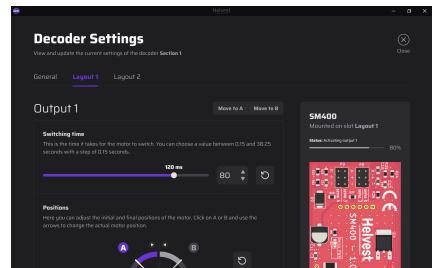 Helvest
Decoder Settings
View and update the current settings of the decoder Section 1
Close
General Layout 1 Layout 2
Output 1
Move to A Move to B
Switching time
This is the time it takes for the motor to switch. You can choose a value between 0.15 and 38.25
seconds with a step of 0.15 seconds.
120 ms
80
Positions
Here you can adjust the initial and final positions of the motor. Click on A or B and use the
arrows to change the actual motor position.
A
B
SM400
Mounted on slot Layout 1
Status: Activating output 1
80%
Helvest
SM400